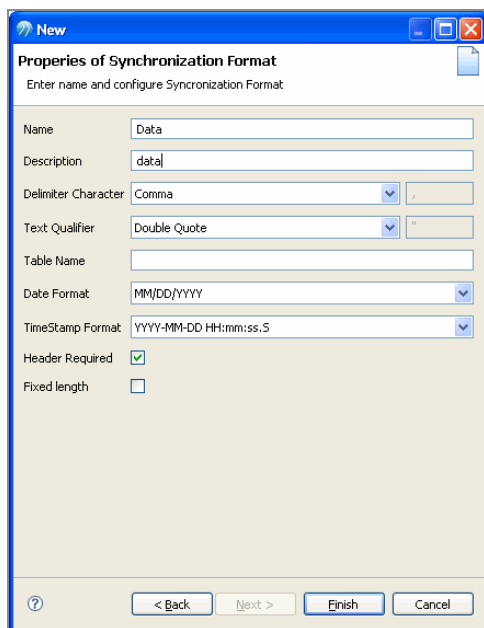 New
Properies of Synchronization Format
Enter name and configure Syncronization Format
Name Data
Description data
Delimiter Character Comma ,
Text Qualifier Double Quote "
Table Name
Date Format MM/DD/YYYY
TimeStamp Format YYYY-MM-DD HH:mm:ss.S
Header Required
Fixed length
? < Back Next > Finish Cancel